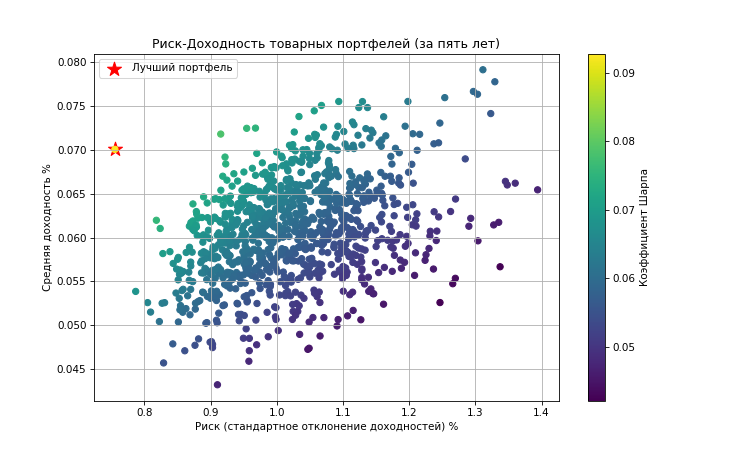 Риск-Доходность товарных портфелей (за пять лет)
Лучший портфель
Средняя доходность %
0.080
0.075
0.070
0.065
0.060
0.055
0.050
0.045
0.8 0.9 1.0 1.1 1.2 1.3 1.4
Риск (стандартное отклонение доходностей) %
0.09
0.08
0.07
0.06
0.05
Коэффициент Шарпа